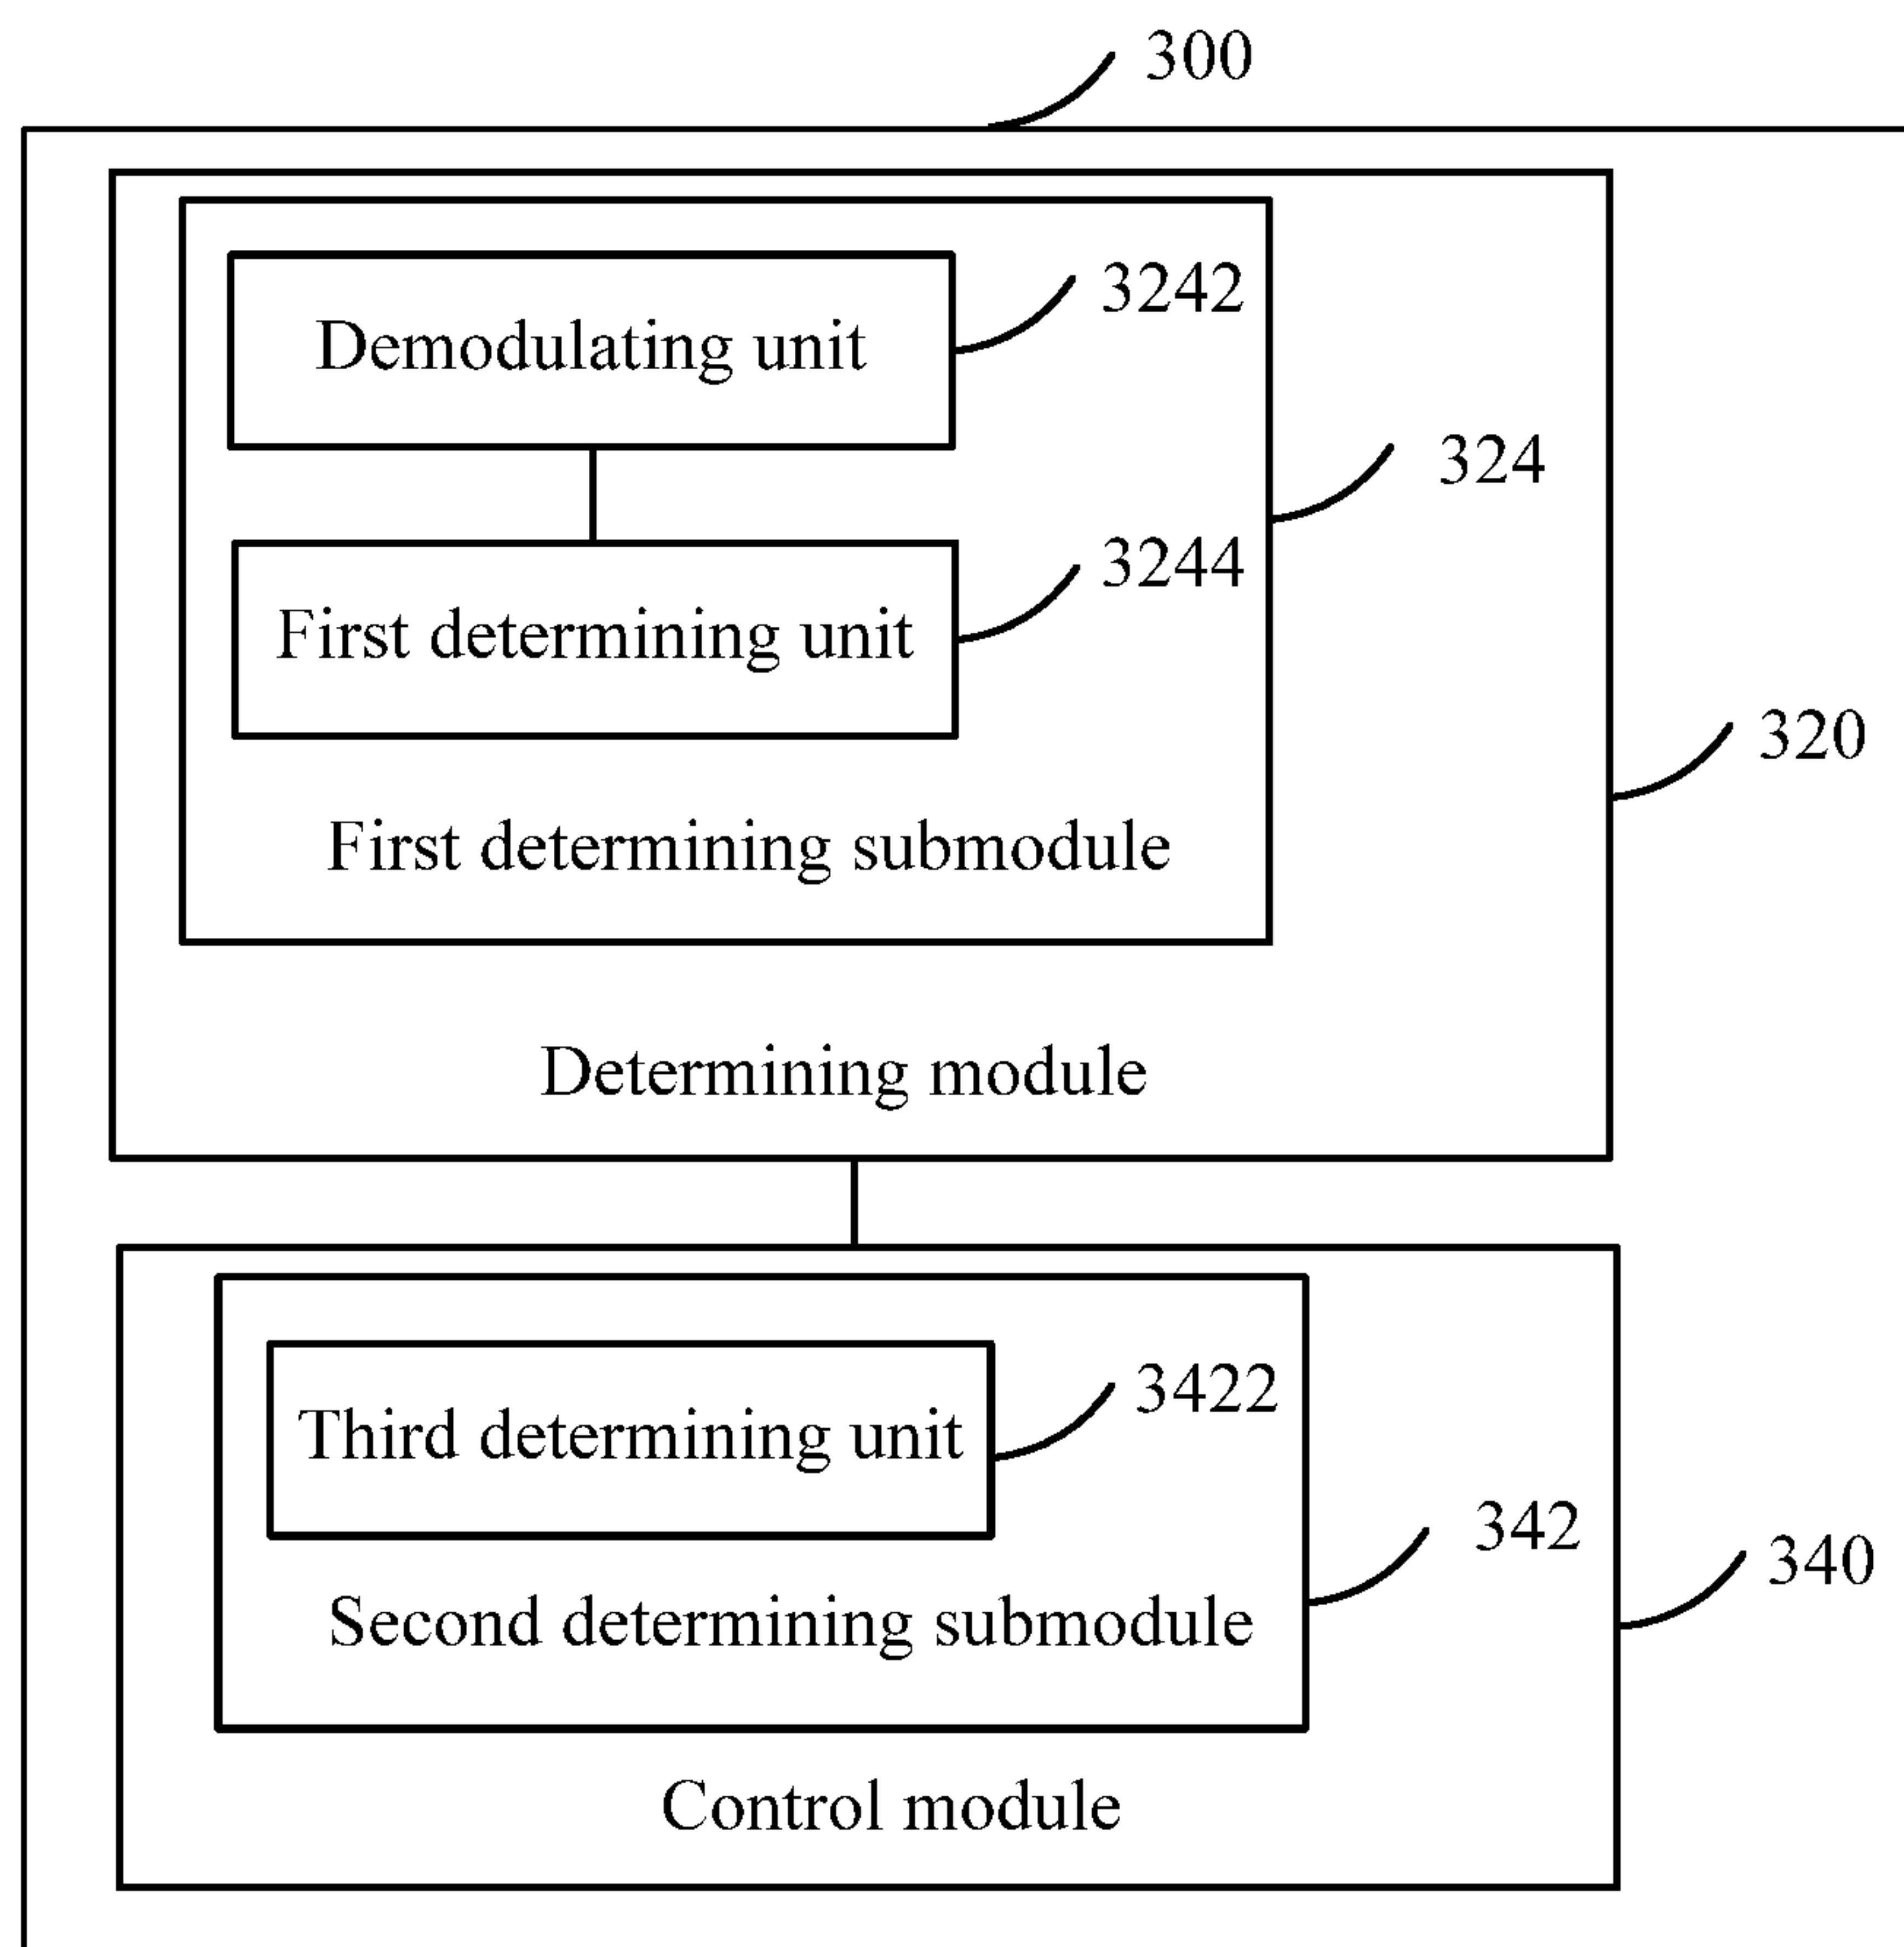 300
3242
Demodulating unit
324
3244
First determining unit
320
First determining submodule
Determining module
3422
Third determining unit
342
340
Second determining submodule
Control module